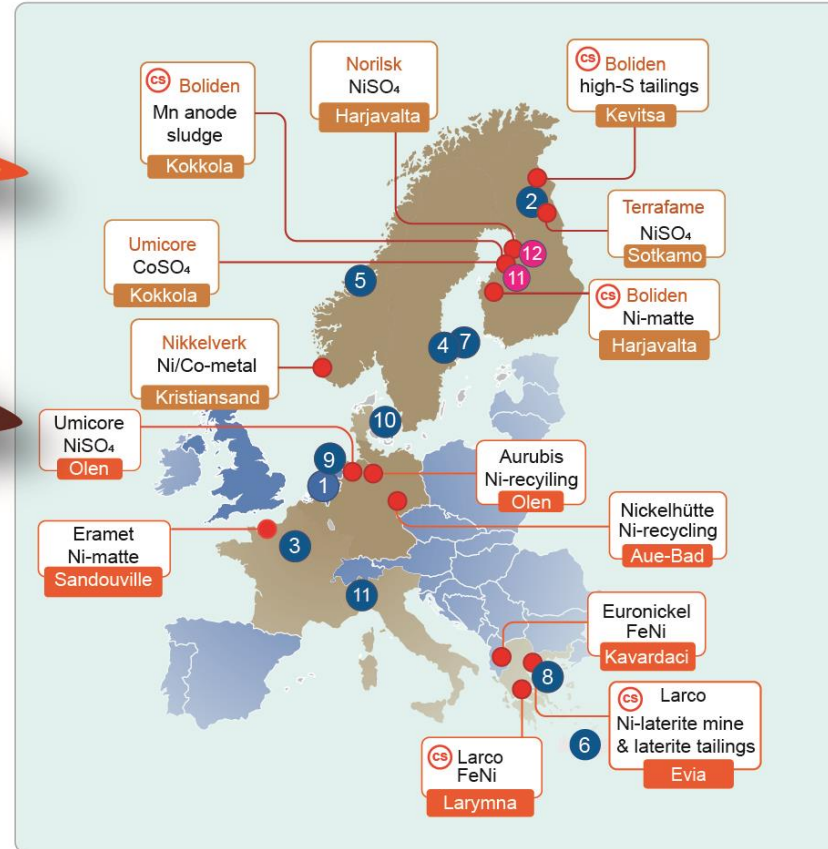 cs Boliden
Mn anode
sludge
Kokkola
Norilsk
NiSO₄
Harjavalta
cs Boliden
high-S tailings
Kevitsa
Umicore
CoSO₄
Kokkola
Terrafame
NiSO₄
Sotkamo
cs Boliden
Ni-matte
Harjavalta
Nikkelverk
Ni/Co-metal
Kristiansand
Umicore
NiSO₄
Olen
Aurubis
Ni-recyiling
Olen
Eramet
Ni-matte
Sandouville
Nickelhütte
Ni-recycling
Aue-Bad
Euronickel
FeNi
Kavardaci
cs Larco
Ni-laterite mine
& laterite tailings
Evia
cs Larco
FeNi
Larymna
2
12
11
5
4
7
10
9
1
3
11
8
6